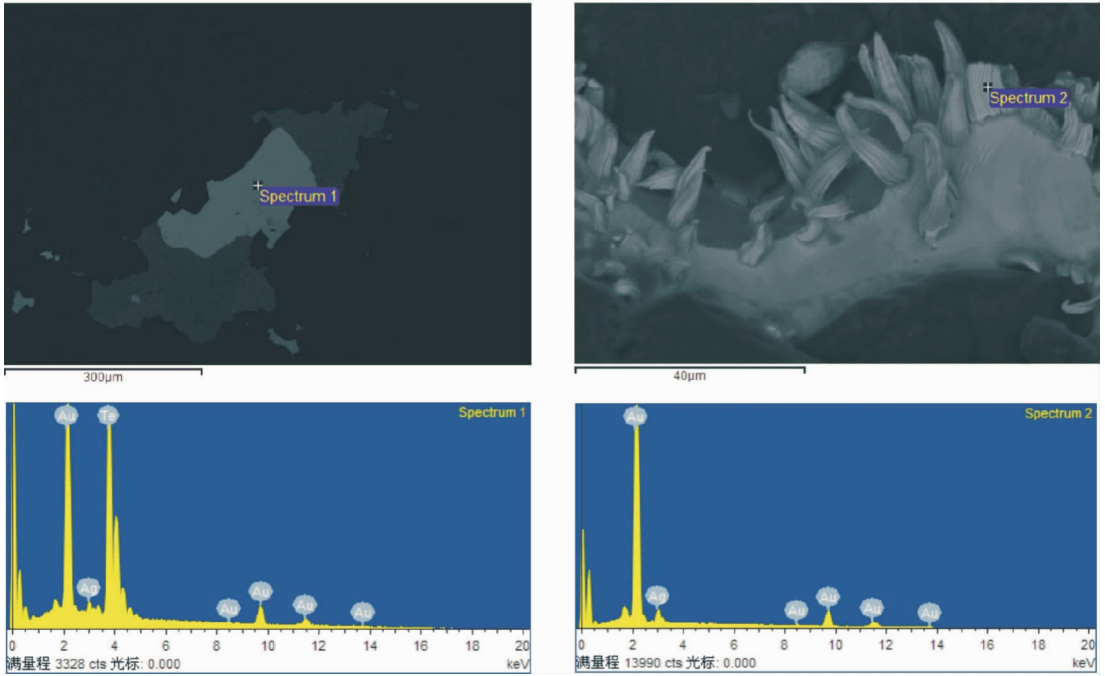 Spectrum 1
300μm
Spectrum 2
40μm
Spectrum 1
Au Te Ag Au Au Au Au
0 2 4 6 8 10 12 14 16 18 20
满量程 3328 cts 光标: 0.000 keV
Spectrum 2
Au Ag Au Au Au Au
0 2 4 6 8 10 12 14 16 18 20
满量程 13990 cts 光标: 0.000 keV